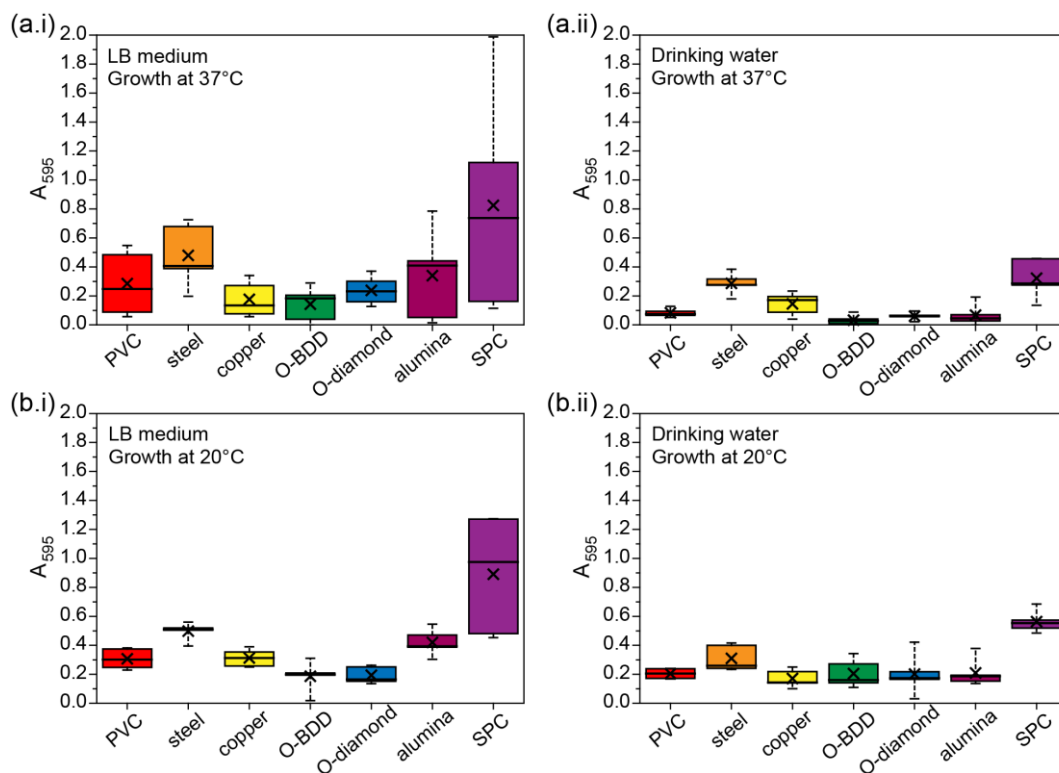 (a.i)
LB medium
Growth at 37°C
A595
2.0
1.8
1.6
1.4
1.2
1.0
0.8
0.6
0.4
0.2
0.0
PVC
steel
copper
O-BDD
O-diamond
alumina
SPC
(a.ii)
Drinking water
Growth at 37°C
A595
2.0
1.8
1.6
1.4
1.2
1.0
0.8
0.6
0.4
0.2
0.0
PVC
steel
copper
O-BDD
O-diamond
alumina
SPC
(b.i)
LB medium
Growth at 20°C
A595
2.0
1.8
1.6
1.4
1.2
1.0
0.8
0.6
0.4
0.2
0.0
PVC
steel
copper
O-BDD
O-diamond
alumina
SPC
(b.ii)
Drinking water
Growth at 20°C
A595
2.0
1.8
1.6
1.4
1.2
1.0
0.8
0.6
0.4
0.2
0.0
PVC
steel
copper
O-BDD
O-diamond
alumina
SPC